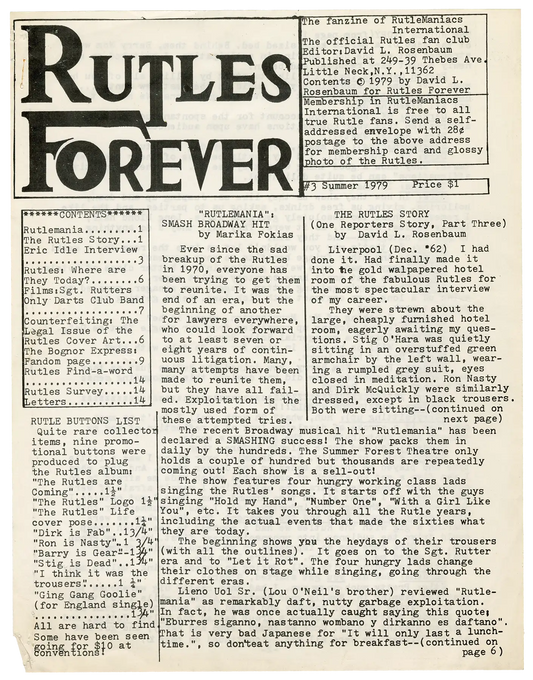 RUTLES
FOREVER
The fanzine of RutleManiacs
International
The official Rutles fan club
Editor:David L. Rosenbaum
Published at 249-39 Thebes Ave.
Little Neck,N.Y.,11362
Contents © 1979 by David L.
Rosenbaum for Rutles Forever
Membership in RutleManiacs
International is free to all
true Rutle fans. Send a self-
addressed envelope with 28¢
postage to the above address
for membership card and glossy
photo of the Rutles.
#3 Summer 1979 Price $1
******CONTENTS******
Rutlemania.........1
The Rutles Story...1
Eric Idle Interview
..................3
Rutles: Where are
They Today?........6
Films:Sgt. Rutters
Only Darts Club Band
..................7
Counterfeiting: The
Legal Issue of the
Rutles Cover Art...6
The Bognor Express:
Fandom page........9
Rutles Find-a-word
..................14
Rutles Survey.....14
Letters...........14
RUTLE BUTTONS LIST
Quite rare collector
items, nine promo-
tional buttons were
produced to plug
the Rutles album:
"The Rutles are
Coming".....1½"
"The Rutles" Logo 1½"
"The Rutles" Life
cover pose.......1½"
"Dirk is Fab"..1 3/4"
"Ron is Nasty".1 3/4"
"Barry is Gear"-1¾"
"Stig is Dead"..1¾"
"I think it was the
trousers"......1 ½"
"Ging Gang Goolie"
(for England single)
...............1¾"
All are hard to find
Some have been seen
going for $10 at
conventions!
"RUTLEMANIA":
SMASH BROADWAY HIT
by Marika Fokias
Ever since the sad
breakup of the Rutles
in 1970, everyone has
been trying to get them
to reunite. It was the
end of an era, but the
beginning of another
for lawyers everywhere,
who could look forward
to at least seven or
eight years of contin-
uous litigation. Many,
many attempts have been
made to reunite them,
but they have all fail-
ed. Exploitation is the
mostly used form of
these attempted tries.
The recent Broadway musical hit "Rutlemania" has been
declared a SMASHING success! The show packs them in
daily by the hundreds. The Summer Forest Theatre only
holds a couple of hundred but thousands are repeatedly
coming out! Each show is a sell-out!
The show features four hungry working class lads
singing the Rutles' songs. It starts off with the guys
singing "Hold my Hand", "Number One", "With a Girl Like
You", etc. It takes you through all the Rutle years,
including the actual events that made the sixties what
they are today.
The beginning shows you the heydays of their trousers
(with all the outlines). It goes on to the Sgt. Rutter
era and to "Let it Rot". The four hungry lads change
their clothes on stage while singing, going through the
different eras.
Lieno Uol Sr. (Lou O'Neil's brother) reviewed "Rutle-
mania" as remarkably daft, nutty garbage exploitation.
In fact, he was once actually caught saying this quote;
"Eburres siganno, nastanno wombano y dirkanno es daftano".
That is very bad Japanese for "It will only last a lunch-
time.", so don'teat anything for breakfast--(continued on
page 6)
THE RUTLES STORY
(One Reporters Story, Part Three)
by David L. Rosenbaum
Liverpool (Dec. '62) I had
done it. Had finally made it
into the gold walpapered hotel
room of the fabulous Rutles for
the most spectacular interview
of my career.
They were strewn about the
large, cheaply furnished hotel
room, eagerly awaiting my ques-
tions. Stig O'Hara was quietly
sitting in an overstuffed green
armchair by the left wall, wear-
ing a rumpled grey suit, eyes
closed in meditation. Ron Nasty
and Dirk McQuickly were similarly
dressed, except in black trousers.
Both were sitting--(continued on
next page)